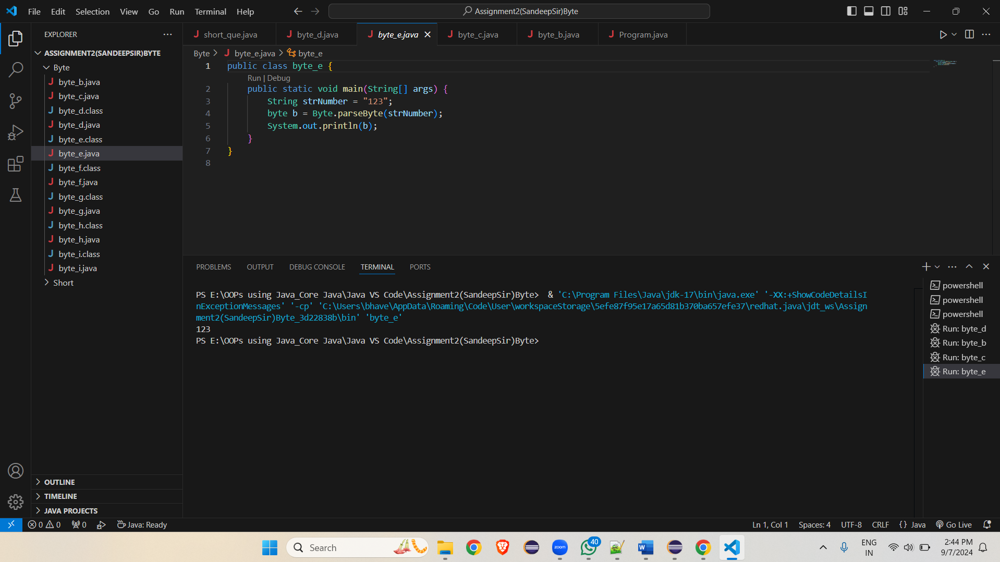 File Edit Selection View Go Run Terminal Help
Assignment2(SandeepSir)Byte
EXPLORER
ASSIGNMENT2(SANDEEPSIR)BYTE
Byte
byte_b.java
byte_c.java
byte_d.class
byte_d.java
byte_e.class
byte_e.java
byte_f.class
byte_f.java
byte_g.class
byte_g.java
byte_h.class
byte_h.java
byte_i.class
byte_i.java
Short
OUTLINE
TIMELINE
JAVA PROJECTS
short_que.java byte_d.java byte_e.java byte_c.java byte_b.java Program.java
Byte > byte_e.java > byte_e
1 public class byte_e {
Run | Debug
2 public static void main(String[] args) {
3 String strNumber = "123";
4 byte b = Byte.parseByte(strNumber);
5 System.out.println(b);
6 }
7 }
8
PROBLEMS OUTPUT DEBUG CONSOLE TERMINAL PORTS
PS E:\OOPs using Java_Core Java\Java VS Code\Assignment2(SandeepSir)Byte> & 'C:\Program Files\Java\jdk-17\bin\java.exe' '-XX:+ShowCodeDetailsI
nExceptionMessages' '-cp' 'C:\Users\bhave\AppData\Roaming\Code\User\workspaceStorage\5efe87f95e17a65d81b370ba657efe37\redhat.java\jdt_ws\Assign
ment2(SandeepSir)Byte_3d22838b\bin' 'byte_e'
123
PS E:\OOPs using Java_Core Java\Java VS Code\Assignment2(SandeepSir)Byte>
powershell
powershell
powershell
Run: byte_d
Run: byte_b
Run: byte_c
Run: byte_e
0 0 0 Java: Ready
Ln 1, Col 1 Spaces: 4 UTF-8 CRLF {} Java Go Live
Search
zoom
40
W
ENG
IN
2:44 PM
9/7/2024